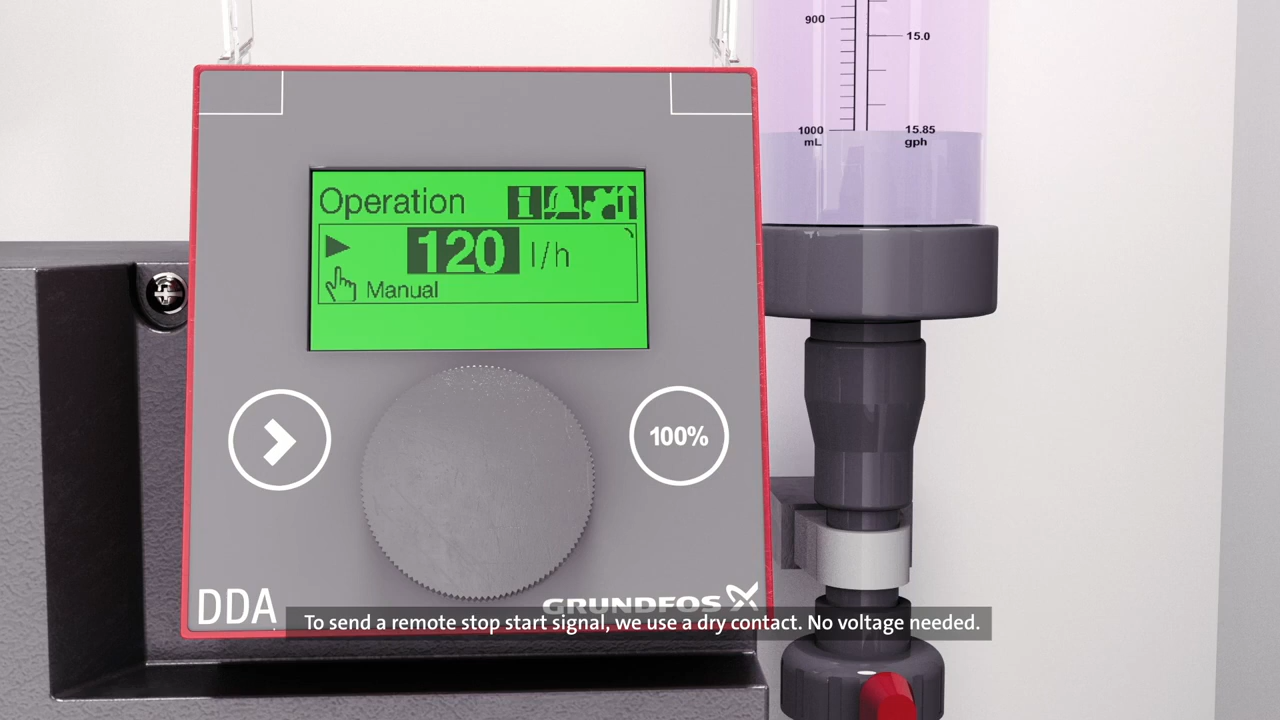 900
15.0
1000
15.85
mL
gph
Operation
120 l/h
Manual
100%
DDA
GRUNDFOS
To send a remote stop start signal, we use a dry contact. No voltage needed.